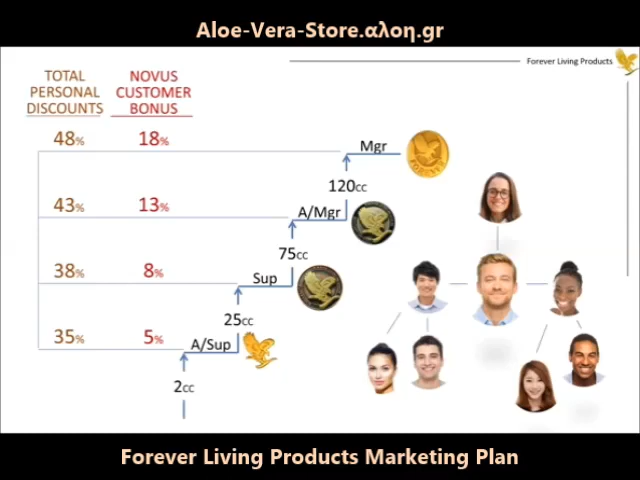 Aloe-Vera-Store.αλοη.gr
Forever Living Products
TOTAL PERSONAL DISCOUNTS
NOVUS CUSTOMER BONUS
48%
18%
Mgr
FOREVER
120CC
43%
13%
A/Mgr
75CC
38%
8%
Sup
25CC
35%
5%
A/Sup
2CC
Forever Living Products Marketing Plan